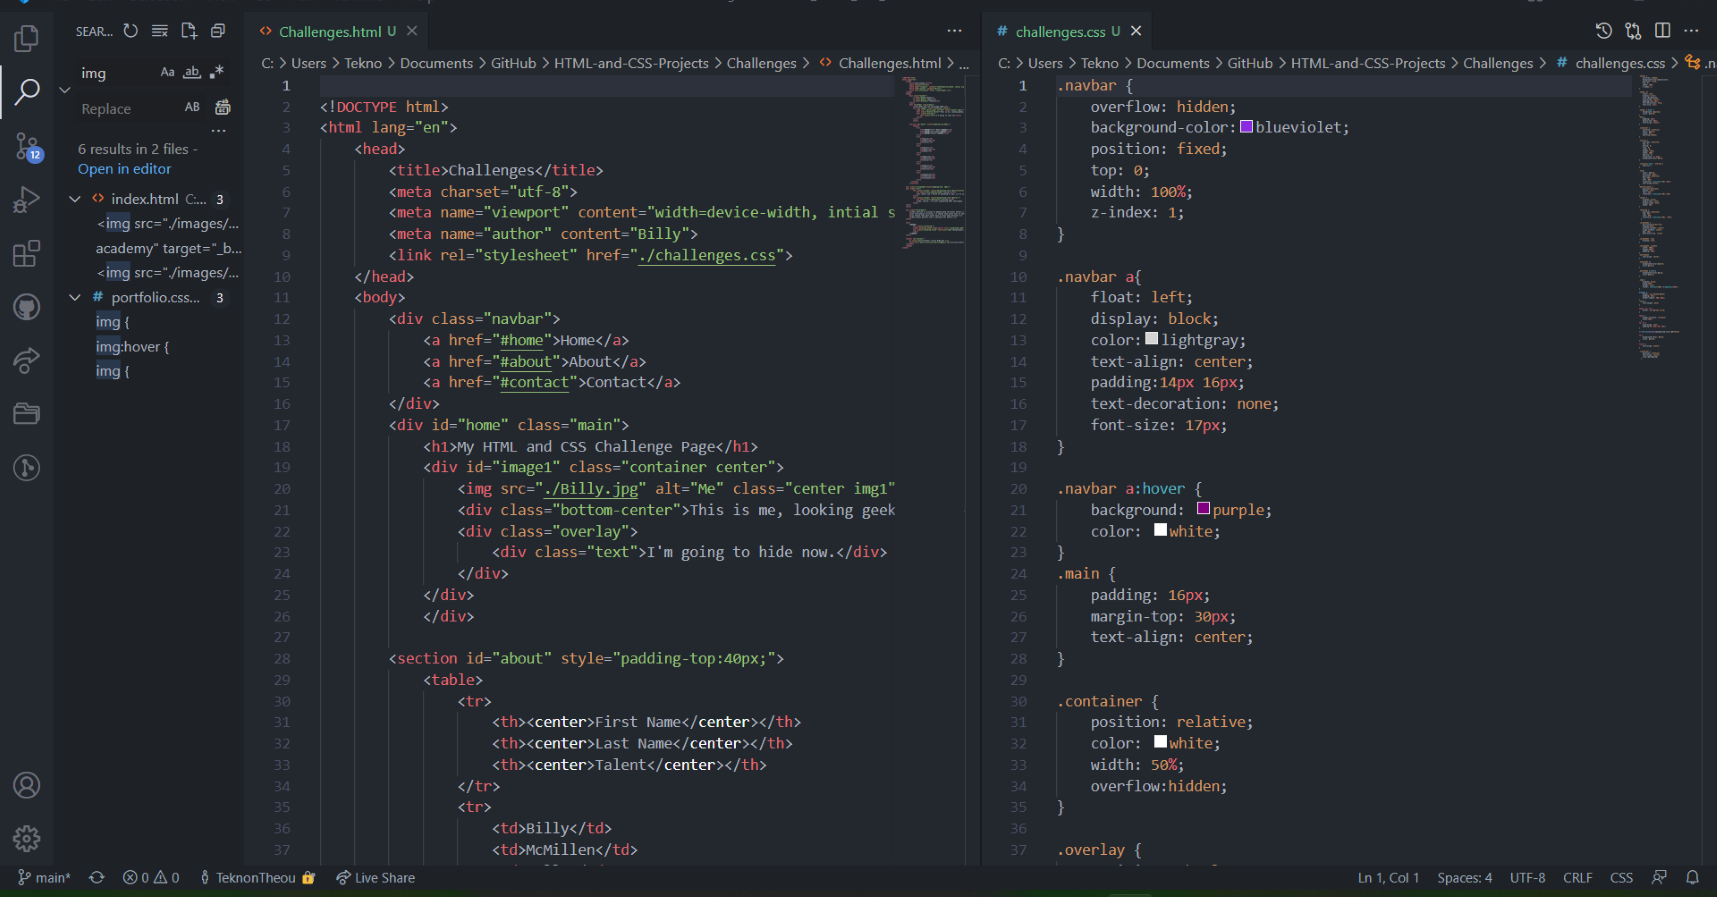 SEAR...
img
Aa
ab
.*
Replace
AB
...
6 results in 2 files -
Open in editor
index.html C:... 3
<img src="./images/...
academy" target="_b...
<img src="./images/...
portfolio.css... 3
img {
img:hover {
img {
12
Challenges.html U
C: > Users > Tekno > Documents > GitHub > HTML-and-CSS-Projects > Challenges > <> Challenges.html > ...
1
2 <!DOCTYPE html>
3 <html lang="en">
4 <head>
5 <title>Challenges</title>
6 <meta charset="utf-8">
7 <meta name="viewport" content="width=device-width, intial s
8 <meta name="author" content="Billy">
9 <link rel="stylesheet" href="./challenges.css">
10 </head>
11 <body>
12 <div class="navbar">
13 <a href="#home">Home</a>
14 <a href="#about">About</a>
15 <a href="#contact">Contact</a>
16 </div>
17 <div id="home" class="main">
18 <h1>My HTML and CSS Challenge Page</h1>
19 <div id="image1" class="container center">
20 <img src="./Billy.jpg" alt="Me" class="center img1"
21 <div class="bottom-center">This is me, looking geek
22 <div class="overlay">
23 <div class="text">I'm going to hide now.</div>
24 </div>
25 </div>
26 </div>
27
28 <section id="about" style="padding-top:40px;">
29 <table>
30 <tr>
31 <th><center>First Name</center></th>
32 <th><center>Last Name</center></th>
33 <th><center>Talent</center></th>
34 </tr>
35 <tr>
36 <td>Billy</td>
37 <td>McMillen</td>
# challenges.css U
C: > Users > Tekno > Documents > GitHub > HTML-and-CSS-Projects > Challenges > # challenges.css > .na
1 .navbar {
2 overflow: hidden;
3 background-color: blueviolet;
4 position: fixed;
5 top: 0;
6 width: 100%;
7 z-index: 1;
8 }
9
10 .navbar a{
11 float: left;
12 display: block;
13 color: lightgray;
14 text-align: center;
15 padding:14px 16px;
16 text-decoration: none;
17 font-size: 17px;
18 }
19
20 .navbar a:hover {
21 background: purple;
22 color: white;
23 }
24 .main {
25 padding: 16px;
26 margin-top: 30px;
27 text-align: center;
28 }
29
30 .container {
31 position: relative;
32 color: white;
33 width: 50%;
34 overflow:hidden;
35 }
36
37 .overlay {
main* 0 0 TeknonTheou Live Share
Ln 1, Col 1 Spaces: 4 UTF-8 CRLF CSS